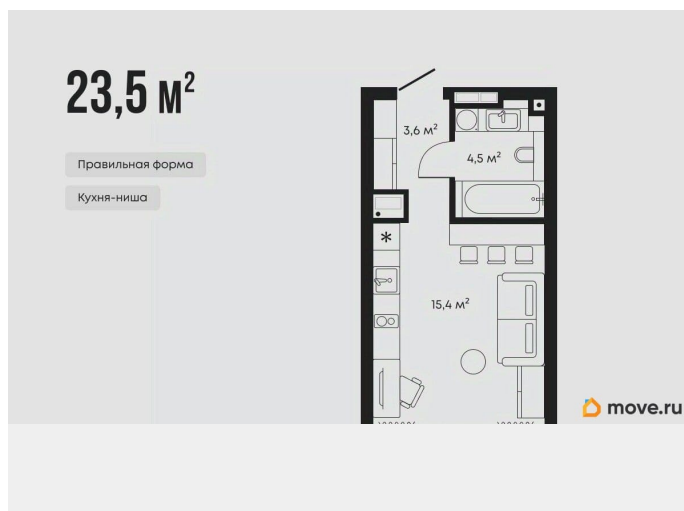 23,5 м²
Правильная форма
Кухня-ниша
3,6 м²
4,5 м²
15,4 м²
move.ru